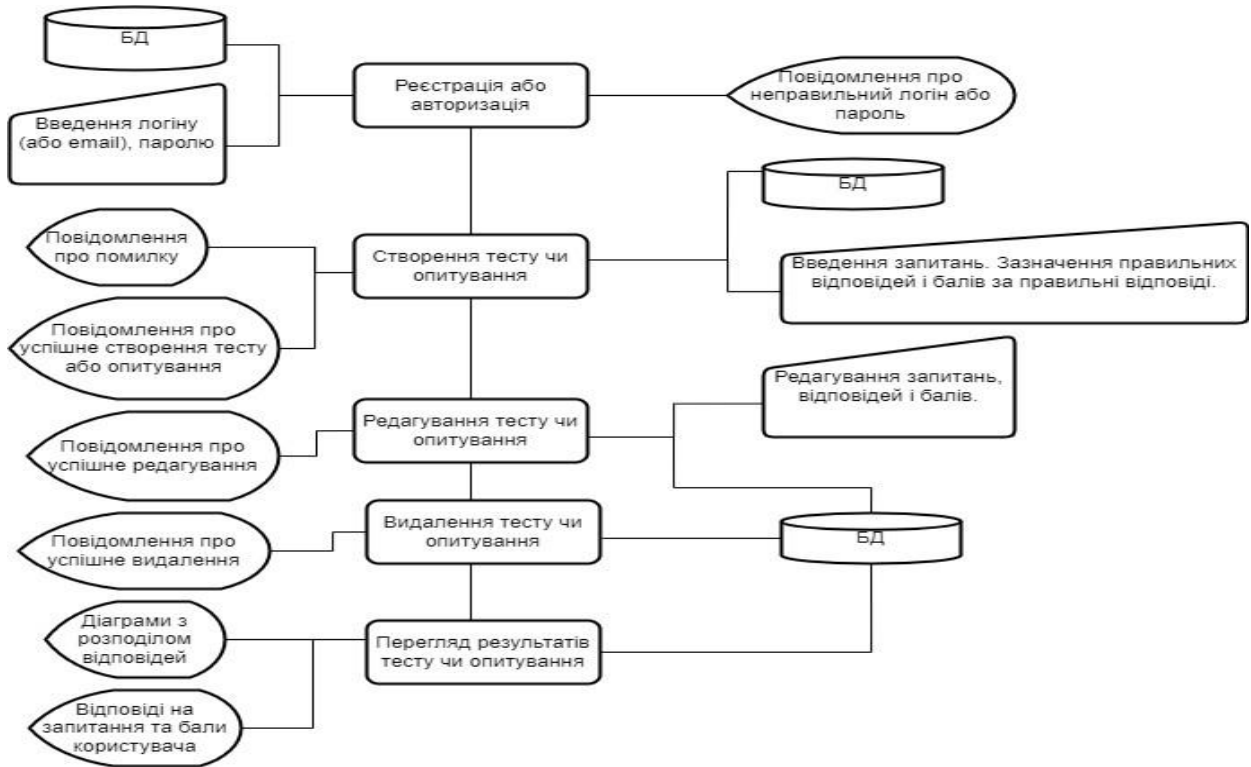 БД
Реєстрація або
авторизація
Повідомлення про
неправильний логін або
пароль
Введення логіну
(або email), паролю
БД
Повідомлення
про помилку
Створення тесту чи
опитування
Введення запитань. Зазначення правильних
відповідей і балів за правильні відповіді.
Повідомлення про
успішне створення тесту
або опитування
Редагування запитань,
відповідей і балів.
Редагування тесту чи
опитування
Повідомлення про
успішне редагування
Видалення тесту чи
опитування
БД
Повідомлення про
успішне видалення
Діаграми з
розподілом
відповідей
Перегляд результатів
тесту чи опитування
Відповіді на
запитання та бали
користувача